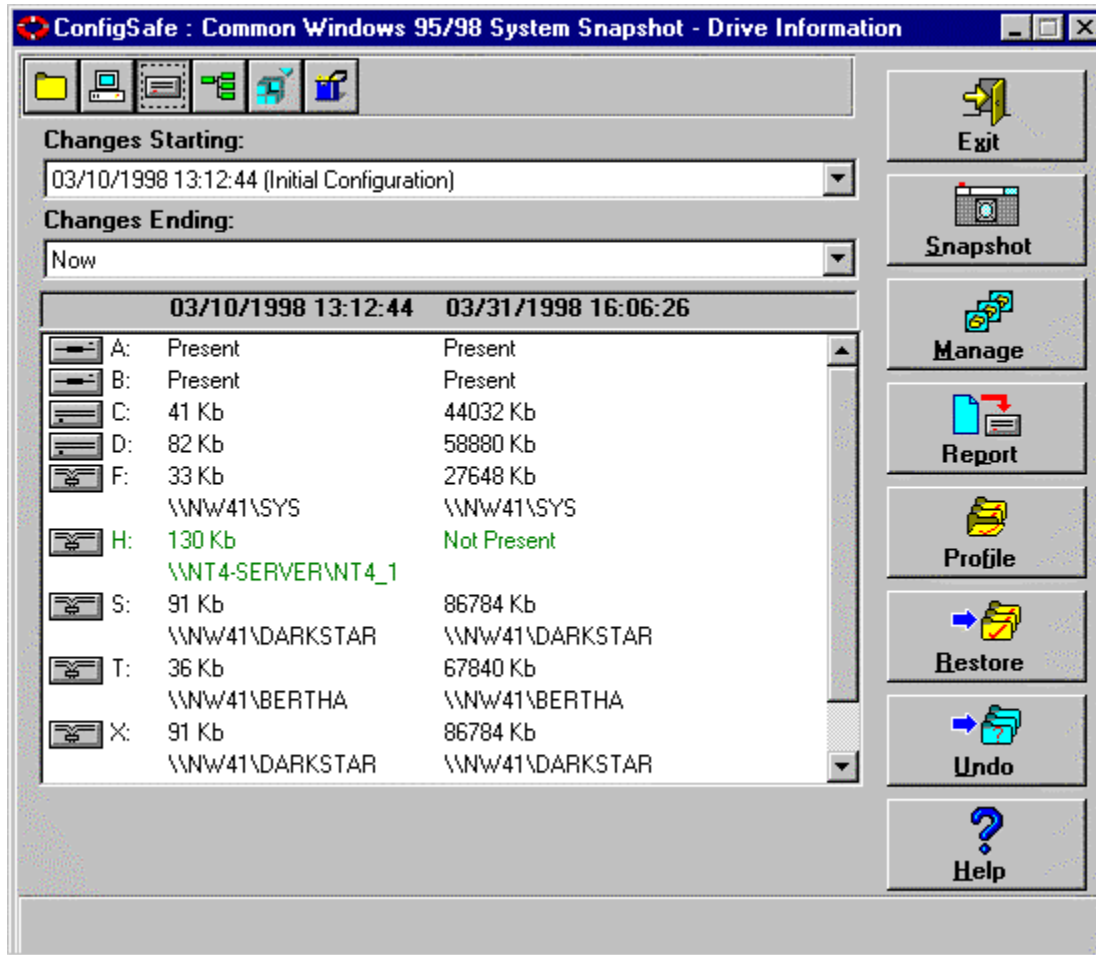 ConfigSafe : Common Windows 95/98 System Snapshot - Drive Information
Changes Starting:
03/10/1998 13:12:44 (Initial Configuration)
Changes Ending:
Now
03/10/1998 13:12:44 03/31/1998 16:06:26
A: Present Present
B: Present Present
C: 41 Kb 44032 Kb
D: 82 Kb 58880 Kb
F: 33 Kb 27648 Kb
\\NW41\SYS \\NW41\SYS
H: 130 Kb Not Present
\\NT4-SERVER\NT4_1
S: 91 Kb 86784 Kb
\\NW41\DARKSTAR \\NW41\DARKSTAR
T: 36 Kb 67840 Kb
\\NW41\BERTHA \\NW41\BERTHA
X: 91 Kb 86784 Kb
\\NW41\DARKSTAR \\NW41\DARKSTAR
Exit
Snapshot
Manage
Report
Profile
Restore
Undo
Help